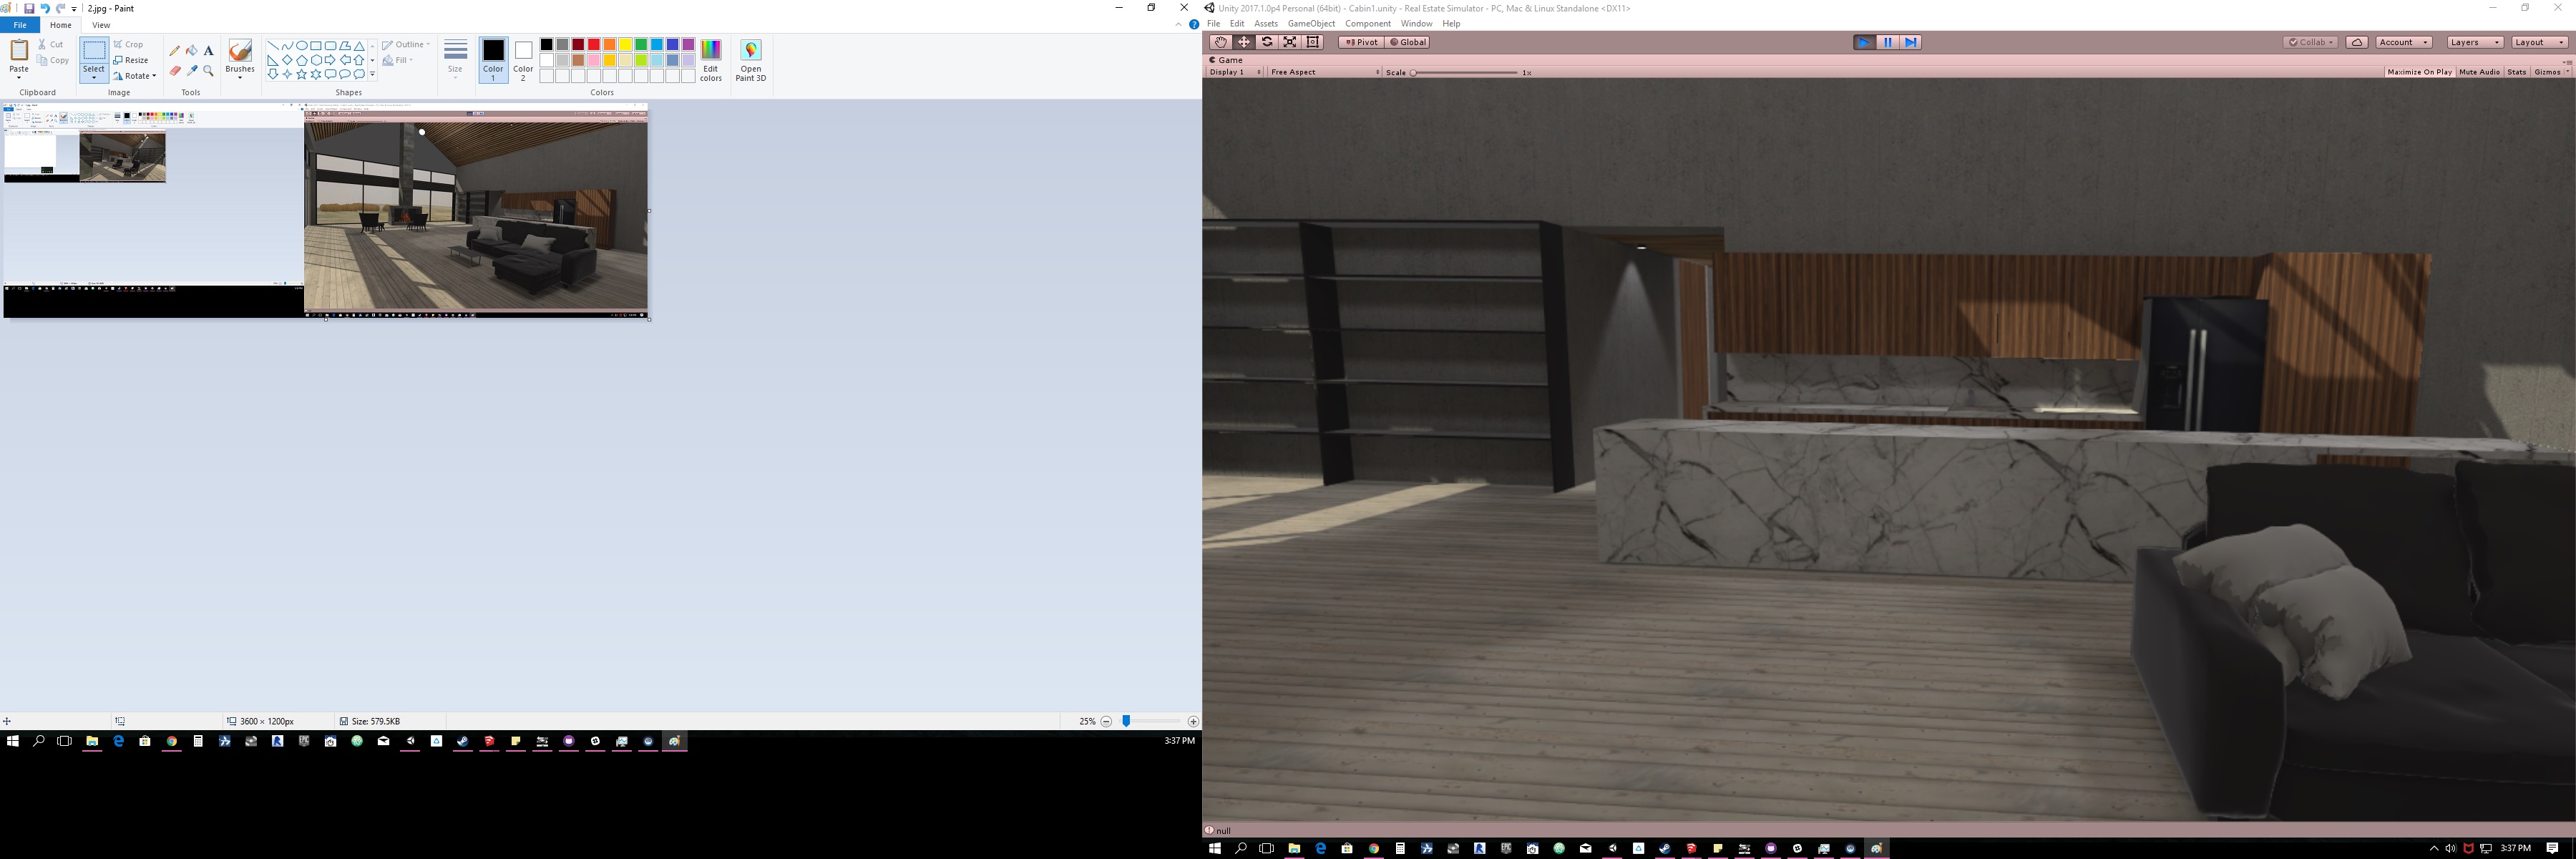 2.jpg - Paint
File Home View
Paste Cut Copy Select Crop Resize Rotate Brushes Outline Fill Size Color 1 Color 2 Edit colors Open Paint 3D
Clipboard Image Tools Shapes Colors
3600 × 1200px Size: 579.5KB 25%
3:37 PM
Unity 2017.1.0p4 Personal (64bit) - Cabin1.unity - Real Estate Simulator - PC, Mac & Linux Standalone <DX11>
File Edit Assets GameObject Component Window Help
Pivot Global Collab Account Layers Layout
Game
Display 1 Free Aspect Scale 1x Maximize On Play Mute Audio Stats Gizmos
null
3:37 PM